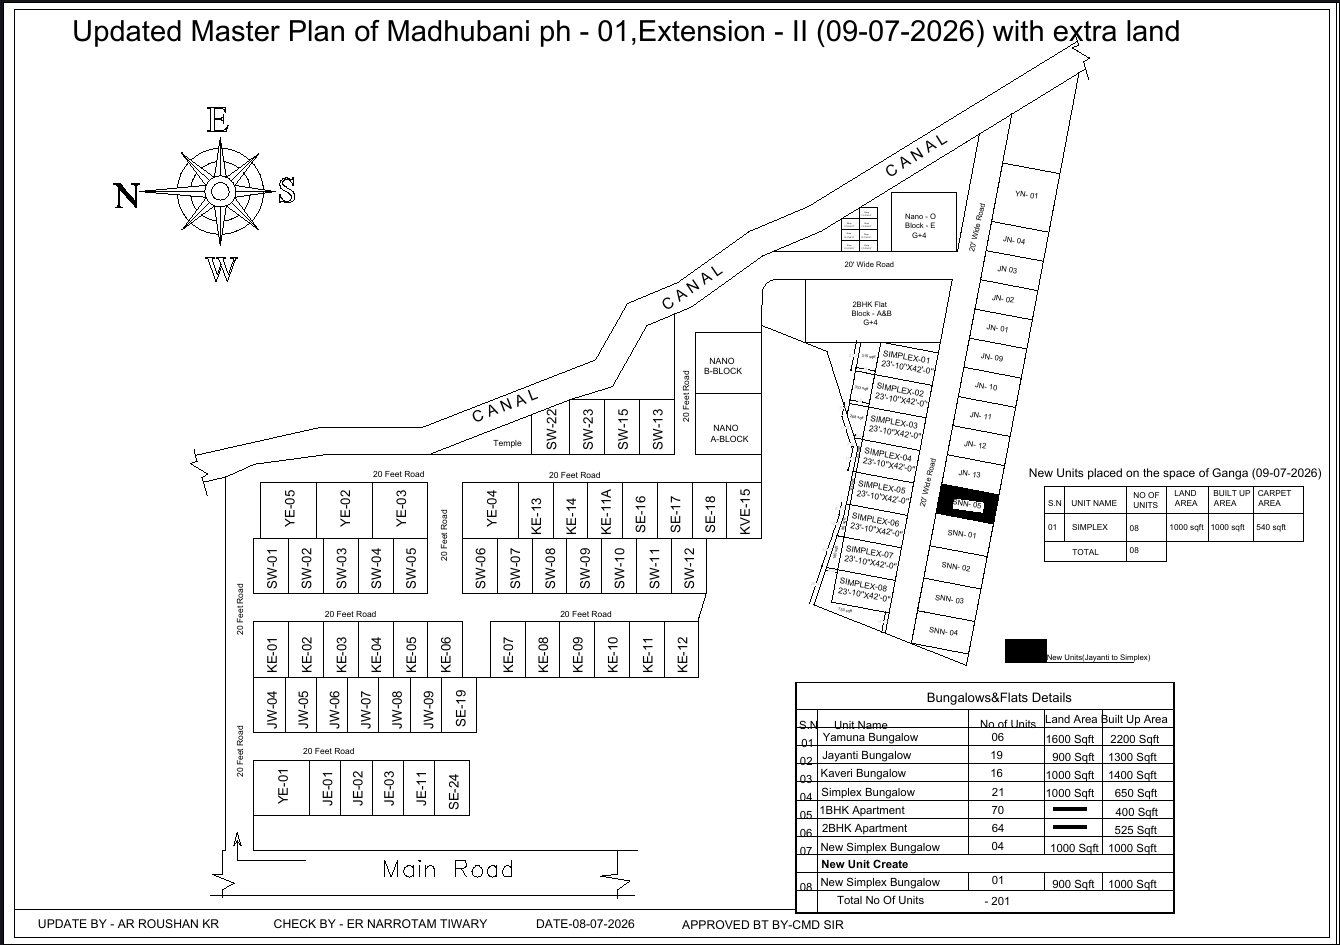 Updated Master Plan of Madhubani ph - 01,Extension - II (09-07-2026) with extra land
E
N
S
W
CANAL
CANAL
CANAL
YN- 01
JN- 04
JN 03
JN- 02
JN- 01
JN- 09
JN- 10
JN- 11
JN- 12
JN- 13
SNN- 05
SNN- 01
SNN- 02
SNN- 03
SNN- 04
20' Wide Road
Nano - O
Block - E
G+4
20' Wide Road
2BHK Flat
Block - A&B
G+4
SIMPLEX-01
23'-10"X42'-0"
SIMPLEX-02
23'-10"X42'-0"
SIMPLEX-03
23'-10"X42'-0"
SIMPLEX-04
23'-10"X42'-0"
SIMPLEX-05
23'-10"X42'-0"
SIMPLEX-06
23'-10"X42'-0"
SIMPLEX-07
23'-10"X42'-0"
SIMPLEX-08
23'-10"X42'-0"
20' Wide Road
NANO
B-BLOCK
NANO
A-BLOCK
20 Feet Road
Temple
SW-22
SW-23
SW-15
SW-13
20 Feet Road
20 Feet Road
YE-05
YE-02
YE-03
20 Feet Road
YE-04
KE-13
KE-14
KE-11A
SE-16
SE-17
SE-18
KVE-15
SW-01
SW-02
SW-03
SW-04
SW-05
SW-06
SW-07
SW-08
SW-09
SW-10
SW-11
SW-12
20 Feet Road
20 Feet Road
20 Feet Road
KE-01
KE-02
KE-03
KE-04
KE-05
KE-06
KE-07
KE-08
KE-09
KE-10
KE-11
KE-12
JW-04
JW-05
JW-06
JW-07
JW-08
JW-09
SE-19
20 Feet Road
20 Feet Road
YE-01
JE-01
JE-02
JE-03
JE-11
SE-24
Main Road
New Units placed on the space of Ganga (09-07-2026)
S.N UNIT NAME NO OF UNITS LAND AREA BUILT UP AREA CARPET AREA
01 SIMPLEX 08 1000 sqft 1000 sqft 540 sqft
TOTAL 08
New Units(Jayanti to Simplex)
Bungalows&Flats Details
S.N Unit Name No of Units Land Area Built Up Area
01 Yamuna Bungalow 06 1600 Sqft 2200 Sqft
02 Jayanti Bungalow 19 900 Sqft 1300 Sqft
03 Kaveri Bungalow 16 1000 Sqft 1400 Sqft
04 Simplex Bungalow 21 1000 Sqft 650 Sqft
05 1BHK Apartment 70 400 Sqft
06 2BHK Apartment 64 525 Sqft
07 New Simplex Bungalow 04 1000 Sqft 1000 Sqft
New Unit Create
08 New Simplex Bungalow 01 900 Sqft 1000 Sqft
Total No Of Units - 201
UPDATE BY - AR ROUSHAN KR CHECK BY - ER NARROTAM TIWARY DATE-08-07-2026 APPROVED BT BY-CMD SIR